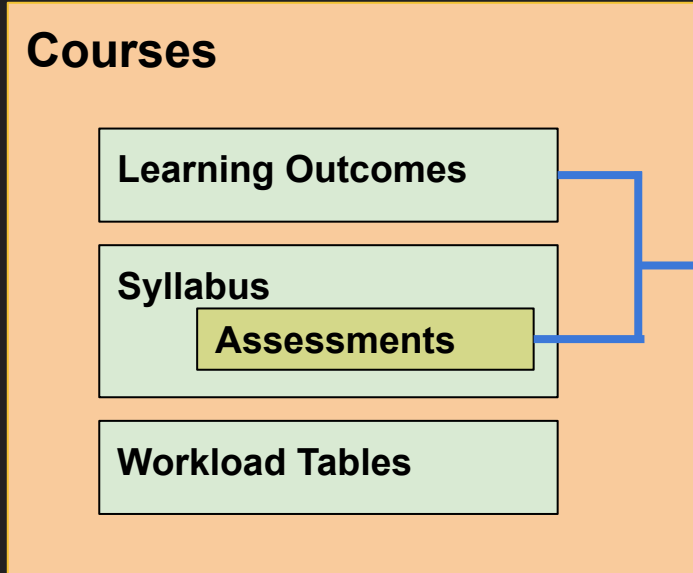 Courses
Learning Outcomes
Syllabus
Assessments
Workload Tables